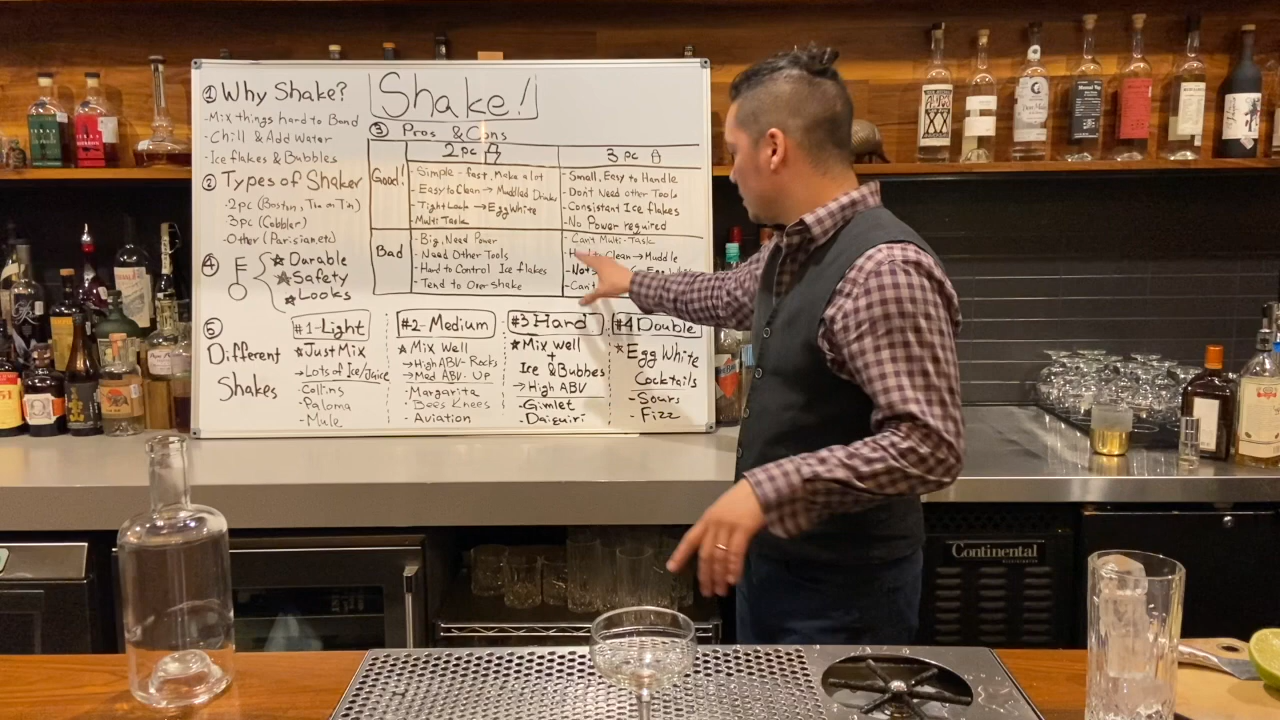 Shake!
① Why Shake?
-Mix things hard to Band
-Chill & Add Water
-Ice flakes & Bubbles
② Types of Shaker
·2pc (Boston, Tin on Tin)
·3pc (Cobbler)
-Other (Parisian, etc)
③ Pros & Cons
2pc
3pc
Good!
-Simple - fast, Make a lot
-Easy to Clean → Muddled Drinks
-Tight Lock → Egg White
-Multi Task
-Small, Easy to Handle
-Don't Need other Tools
-Consistant Ice flakes
-No Power required
Bad
-Big, Need Power
-Need Other Tools
-Hard to Control Ice flakes
-Tend to Over shake
-Can't Multi-Task
Clean → Muddle
-Not
-Can't
④
★ Durable
★ Safety
★ Looks
⑤ Different Shakes
#1-Light
★ Just Mix
→ Lots of Ice/Juice
-Collins
-Paloma
-Mule
#2-Medium
★ Mix Well
→ High ABV-Rocks
→ Med ABV-Up
-Margarita
-Bees Knees
-Aviation
#3 Hard
★ Mix well
+
Ice & Bubbes
→ High ABV
-Gimlet
-Daiquiri
#4 Double
★ Egg White
Cocktails
-Sours
-Fizz
Continental